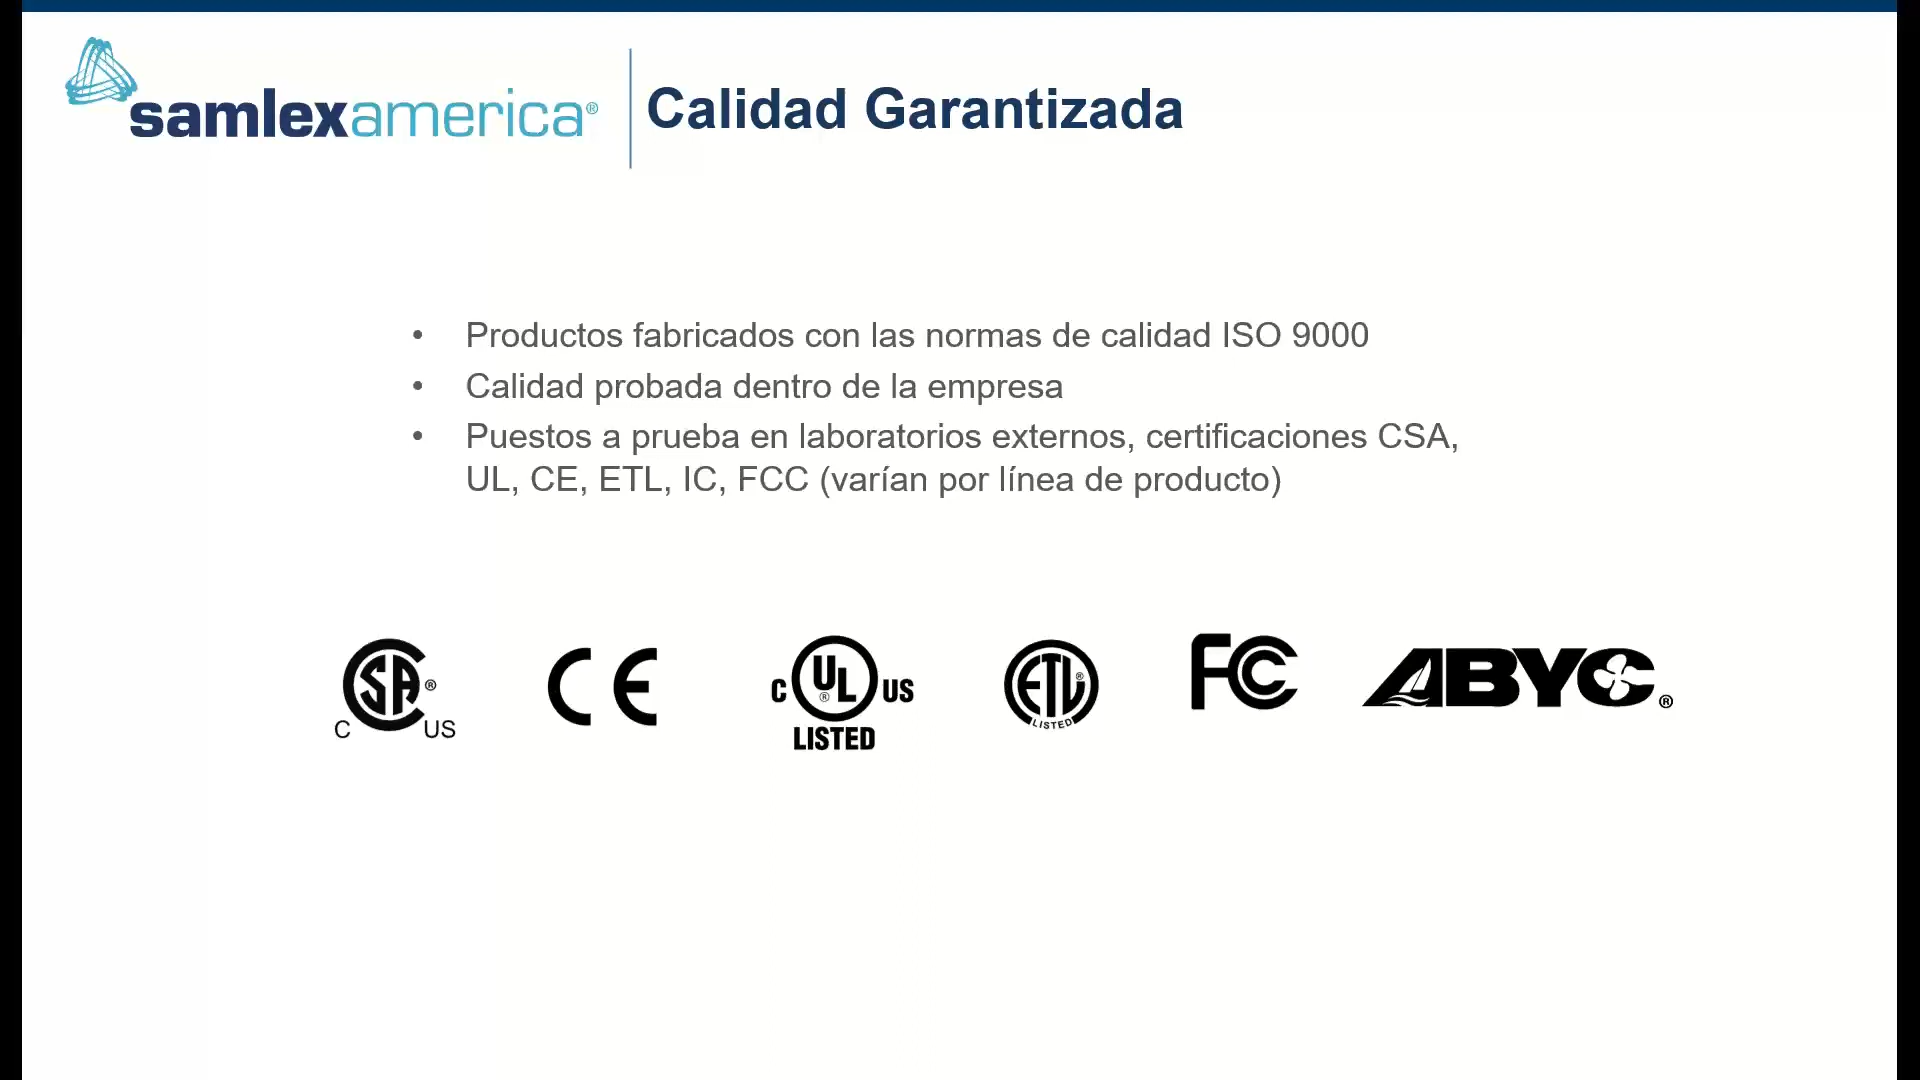 samlexamerica®
Calidad Garantizada
• Productos fabricados con las normas de calidad ISO 9000
• Calidad probada dentro de la empresa
• Puestos a prueba en laboratorios externos, certificaciones CSA,
UL, CE, ETL, IC, FCC (varían por línea de producto)
SA®
C US
CE
C UL® US
LISTED
ETL®
LISTED
FC
ABYC®